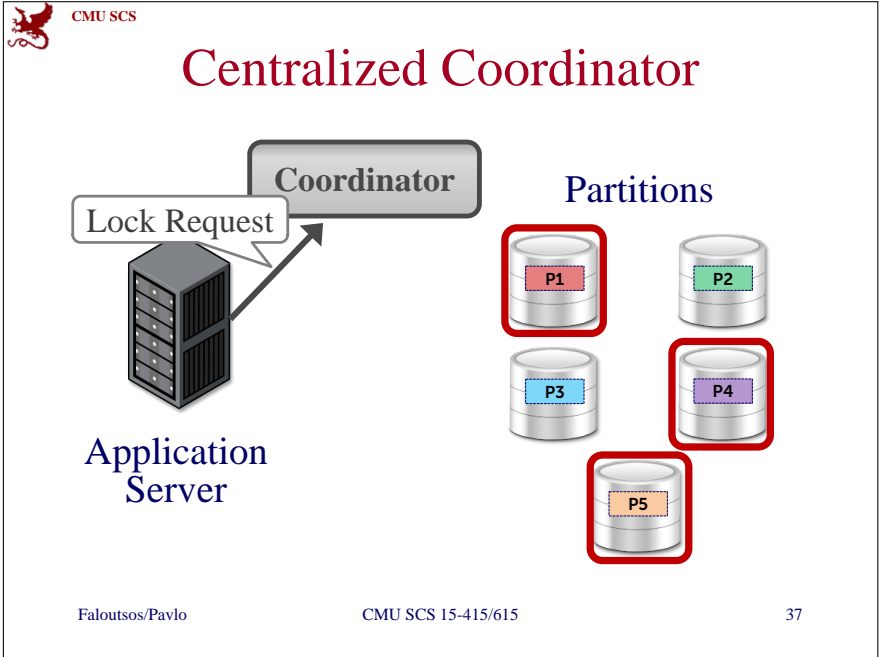 CMU SCS
Centralized Coordinator
Coordinator
Lock Request
Application
Server
Partitions
P1
P2
P3
P4
P5
Faloutsos/Pavlo
CMU SCS 15-415/615
37